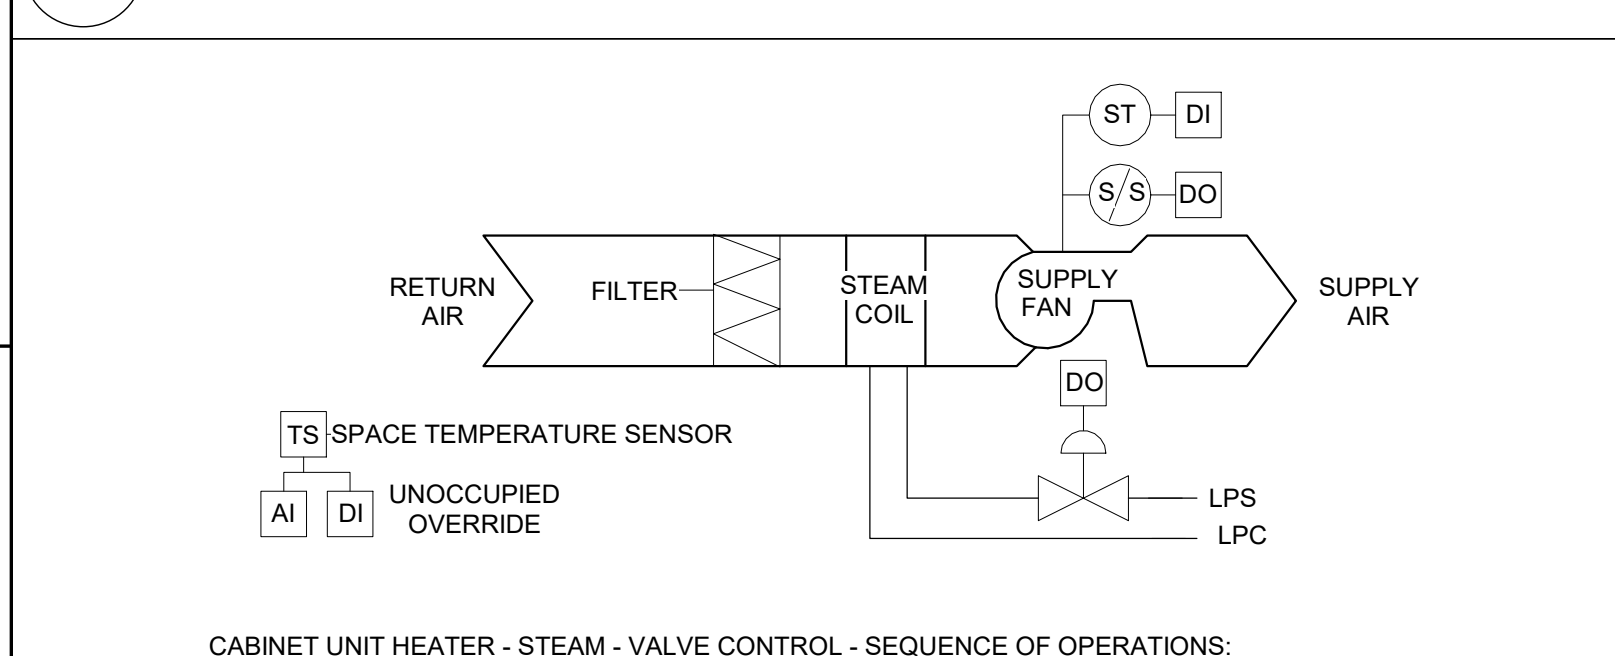 ST
DI
S/S
DO
RETURN
AIR
FILTER
STEAM
COIL
SUPPLY
FAN
SUPPLY
AIR
DO
TS
SPACE TEMPERATURE SENSOR
AI
DI
UNOCCUPIED
OVERRIDE
LPS
LPC
CABINET UNIT HEATER - STEAM - VALVE CONTROL - SEQUENCE OF OPERATIONS: